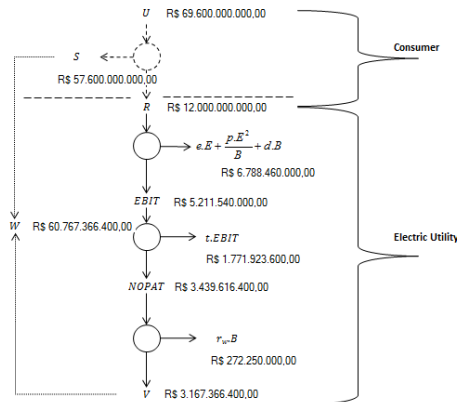 U R$ 69.600.000.000,00
Consumer
S
R$ 57.600.000.000,00
R R$ 12.000.000.000,00
e.E + p.E²/B + d.B
R$ 6.788.460.000,00
EBIT R$ 5.211.540.000,00
W R$ 60.767.366.400,00
t.EBIT
Electric Utility
R$ 1.771.923.600,00
NOPAT R$ 3.439.616.400,00
r_w.B
R$ 272.250.000,00
V R$ 3.167.366.400,00